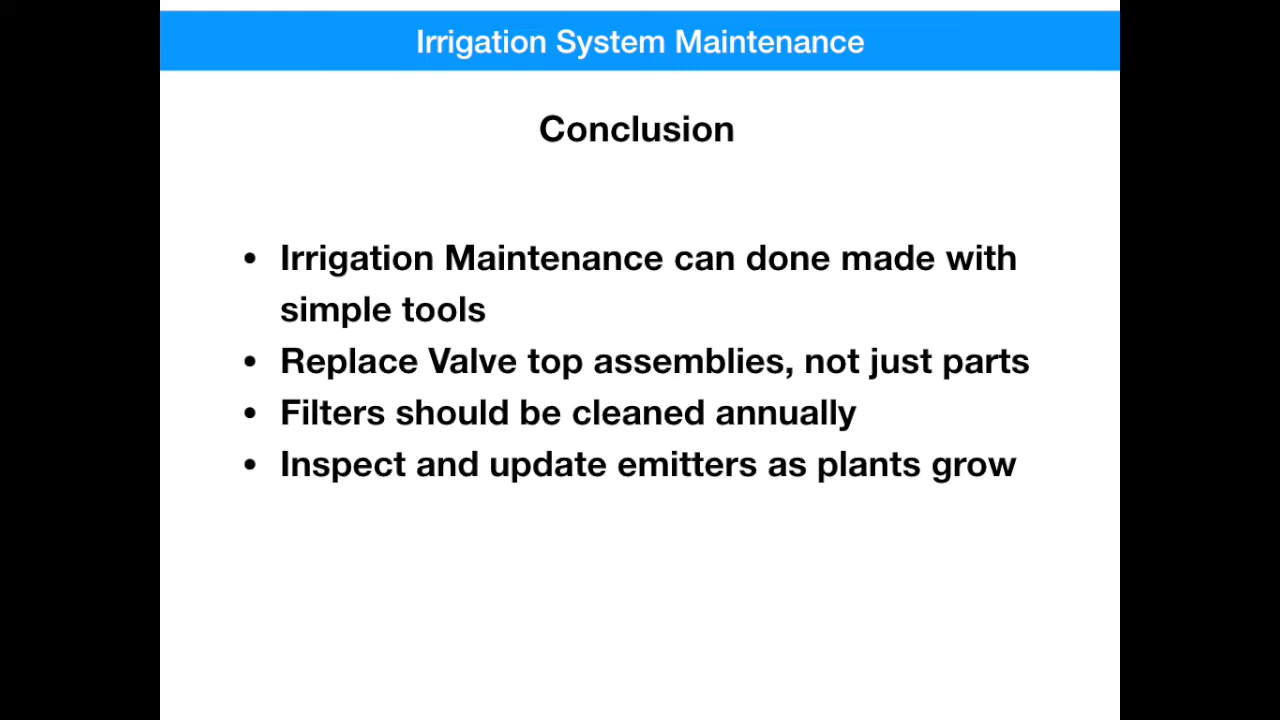 Irrigation System Maintenance
Conclusion
• Irrigation Maintenance can done made with
simple tools
• Replace Valve top assemblies, not just parts
• Filters should be cleaned annually
• Inspect and update emitters as plants grow